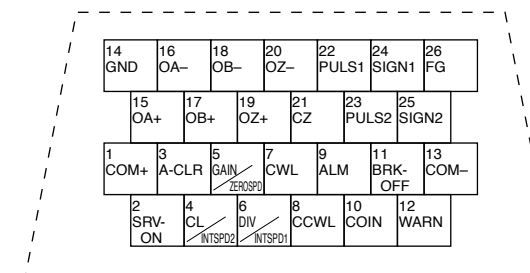 14 16 18 20 22 24 26
GND OA– OB– OZ– PULS1 SIGN1 FG
15 17 19 21 23 25
OA+ OB+ OZ+ CZ PULS2 SIGN2
1 3 5 7 9 11 13
COM+ A-CLR GAIN CWL ALM BRK- COM–
ZEROSPD OFF
2 4 6 8 10 12
SRV- CL DIV CCWL COIN WARN
ON INTSPD2 INTSPD1